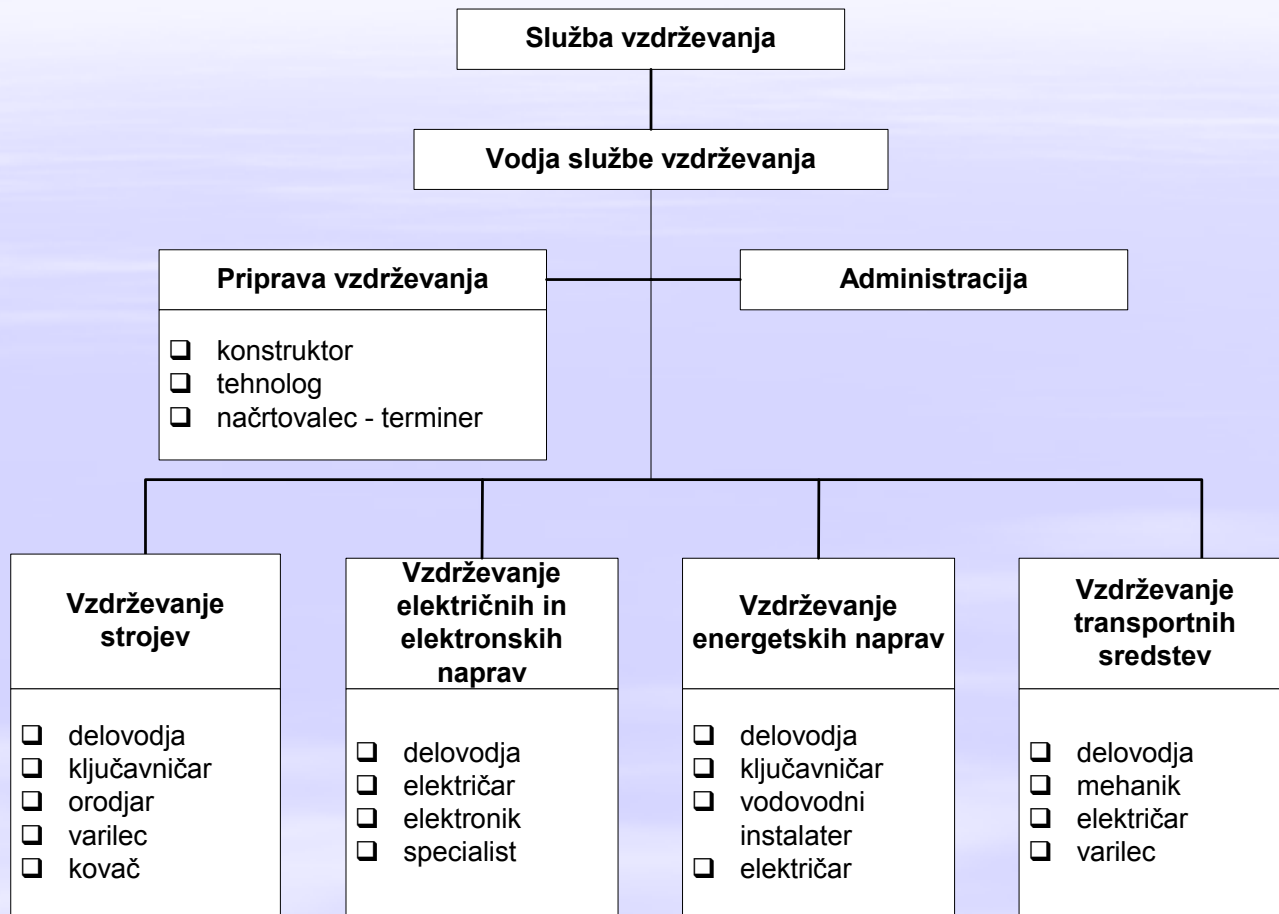 Služba vzdrževanja
Vodja službe vzdrževanja
Priprava vzdrževanja
❑ konstruktor
❑ tehnolog
❑ načrtovalec - terminer
Administracija
Vzdrževanje
strojev
❑ delovodja
❑ ključavničar
❑ orodjar
❑ varilec
❑ kovač
Vzdrževanje
električnih in
elektronskih
naprav
❑ delovodja
❑ električar
❑ elektronik
❑ specialist
Vzdrževanje
energetskih naprav
❑ delovodja
❑ ključavničar
❑ vodovodni
instalater
❑ električar
Vzdrževanje
transportnih
sredstev
❑ delovodja
❑ mehanik
❑ električar
❑ varilec